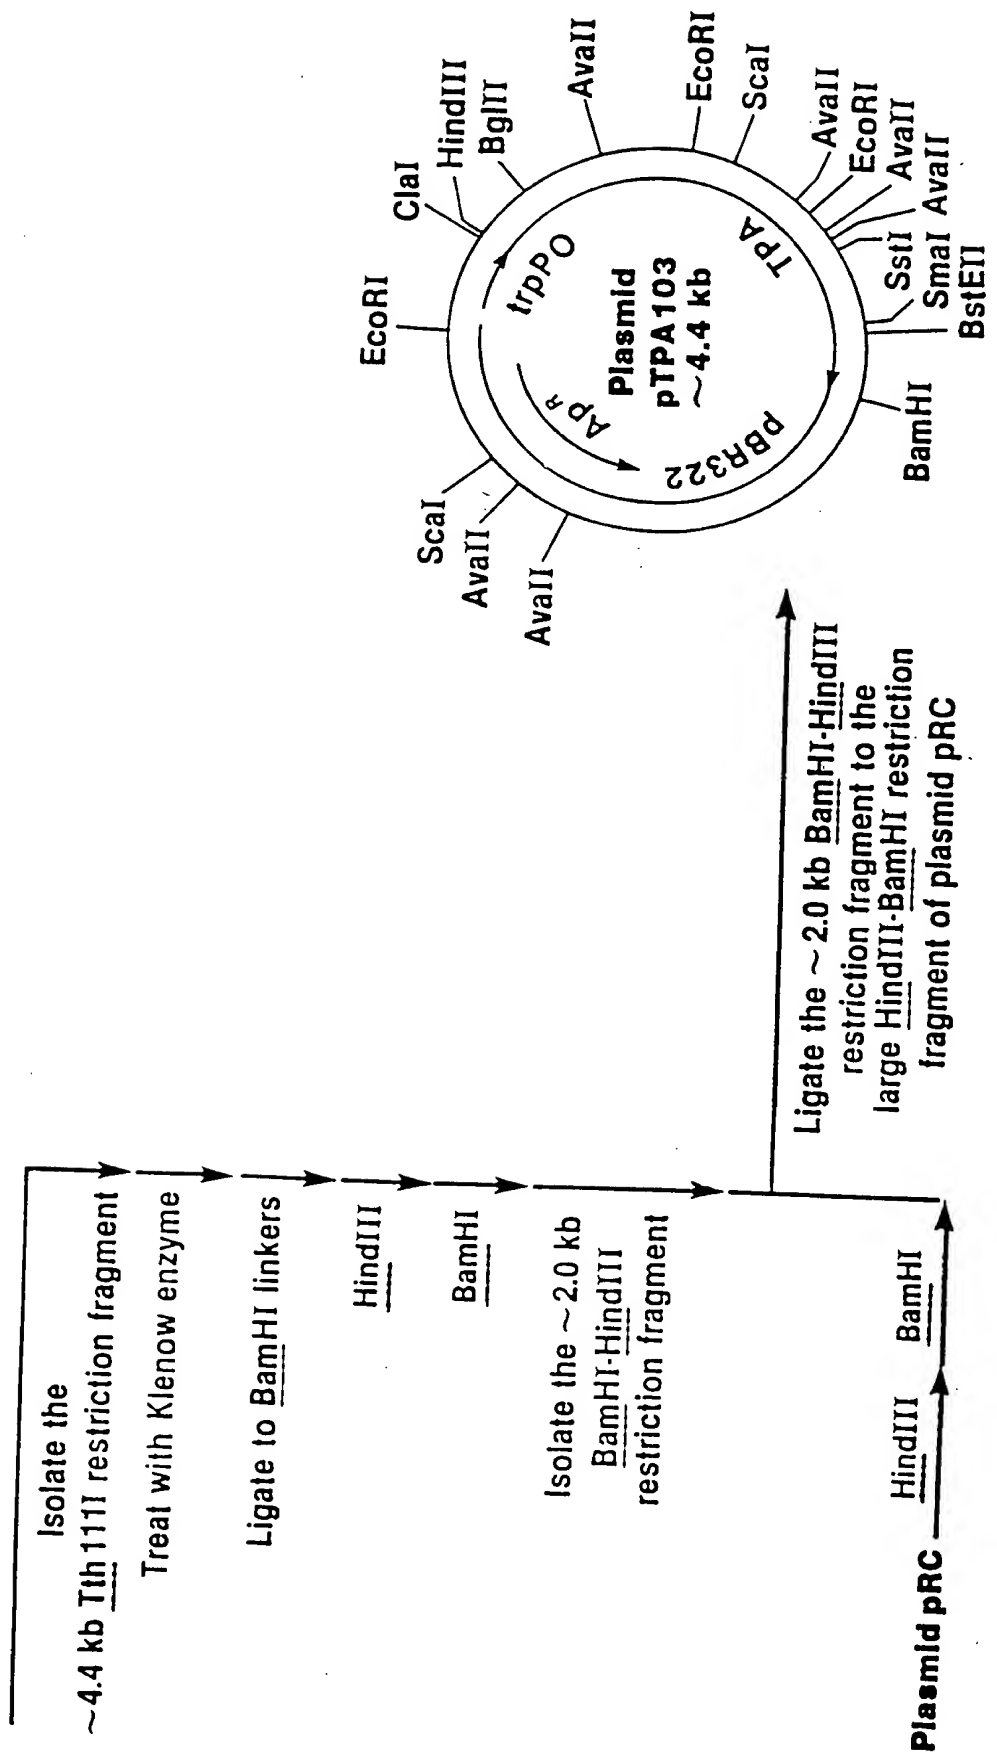 Isolate the
~4.4 kb Tth111I restriction fragment
Treat with Klenow enzyme
Ligate to BamHI linkers
HindIII
BamHI
Isolate the ~2.0 kb
BamHI-HindIII
restriction fragment
Plasmid pRC
HindIII
BamHI
Ligate the ~2.0 kb BamHI-HindIII
restriction fragment to the
large HindIII-BamHI restriction
fragment of plasmid pRC
EcoRI
ClaI
HindIII
BglII
AvaII
EcoRI
ScaI
AvaII
EcoRI
AvaII
AvaII
SstI
SmaI
BstEII
BamHI
AvaII
AvaII
ScaI
trpPO
TPA
pBR322
ApR
Plasmid
pTPA103
~4.4 kb